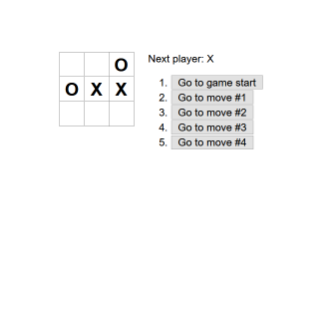 O
O X X
Next player: X
1. Go to game start
2. Go to move #1
3. Go to move #2
4. Go to move #3
5. Go to move #4